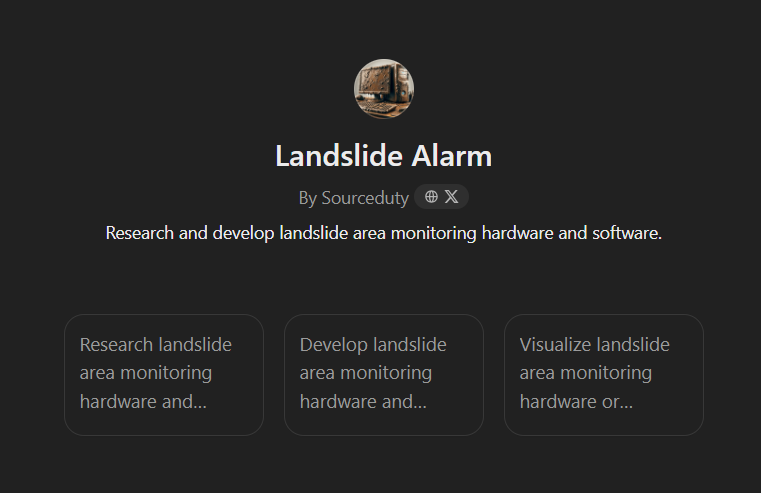 Landslide Alarm
By Sourceduty
Research and develop landslide area monitoring hardware and software.
Research landslide
area monitoring
hardware and...
Develop landslide
area monitoring
hardware and...
Visualize landslide
area monitoring
hardware or...